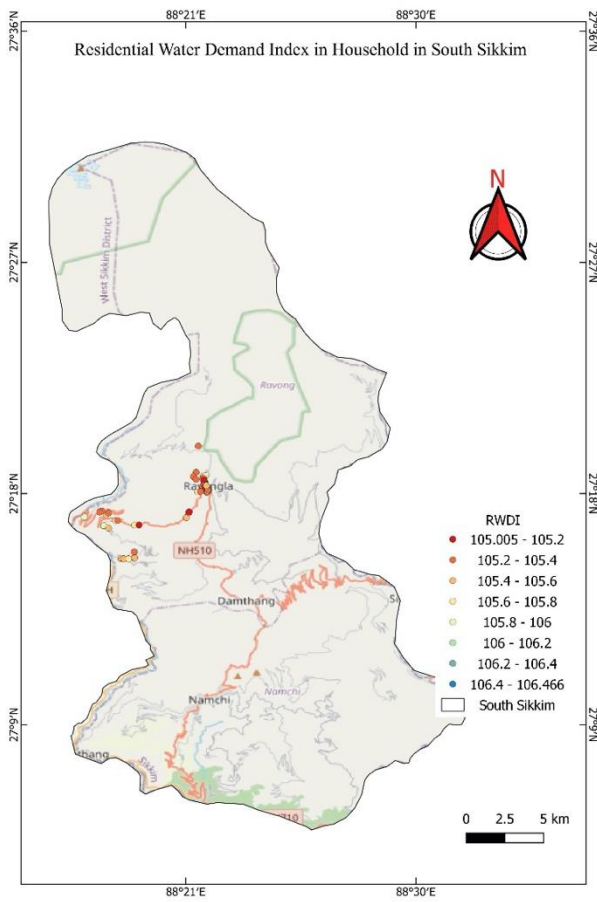 88°21'E
88°30'E
27°36'N
27°36'N
Residential Water Demand Index in Household in South Sikkim
N
West Sikkim District
27°27'N
27°27'N
Ravong
27°18'N
27°18'N
NH510
Damthang
Namchi
Namchi
27°9'N
27°9'N
Sikkim
RWDI
105.005 - 105.2
105.2 - 105.4
105.4 - 105.6
105.6 - 105.8
105.8 - 106
106 - 106.2
106.2 - 106.4
106.4 - 106.466
South Sikkim
0 2.5 5 km
88°21'E
88°30'E